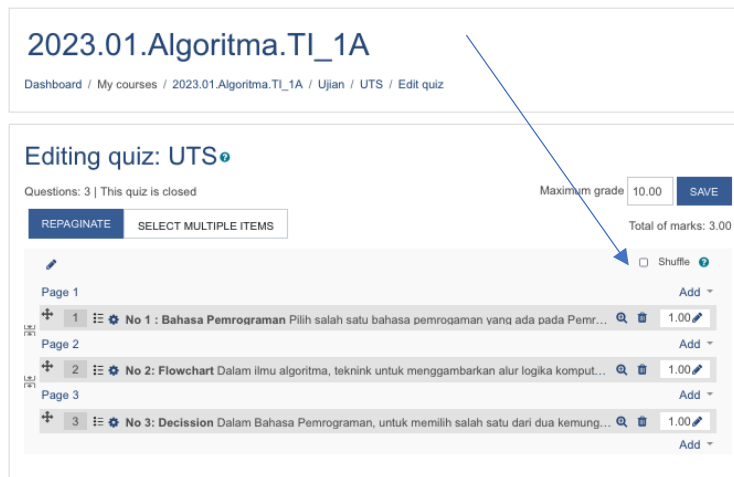 2023.01.Algoritma.TI_1A
Dashboard / My courses / 2023.01.Algoritma.TI_1A / Ujian / UTS / Edit quiz
Editing quiz: UTS
Questions: 3 | This quiz is closed
Maximum grade 10.00 SAVE
REPAGINATE SELECT MULTIPLE ITEMS
Total of marks: 3.00
Shuffle
Page 1 Add
1 No 1 : Bahasa Pemrograman Pilih salah satu bahasa pemrogaman yang ada pada Pemr... 1.00
Page 2 Add
2 No 2: Flowchart Dalam ilmu algoritma, teknink untuk menggambarkan alur logika komput... 1.00
Page 3 Add
3 No 3: Decission Dalam Bahasa Pemrograman, untuk memilih salah satu dari dua kemung... 1.00
Add